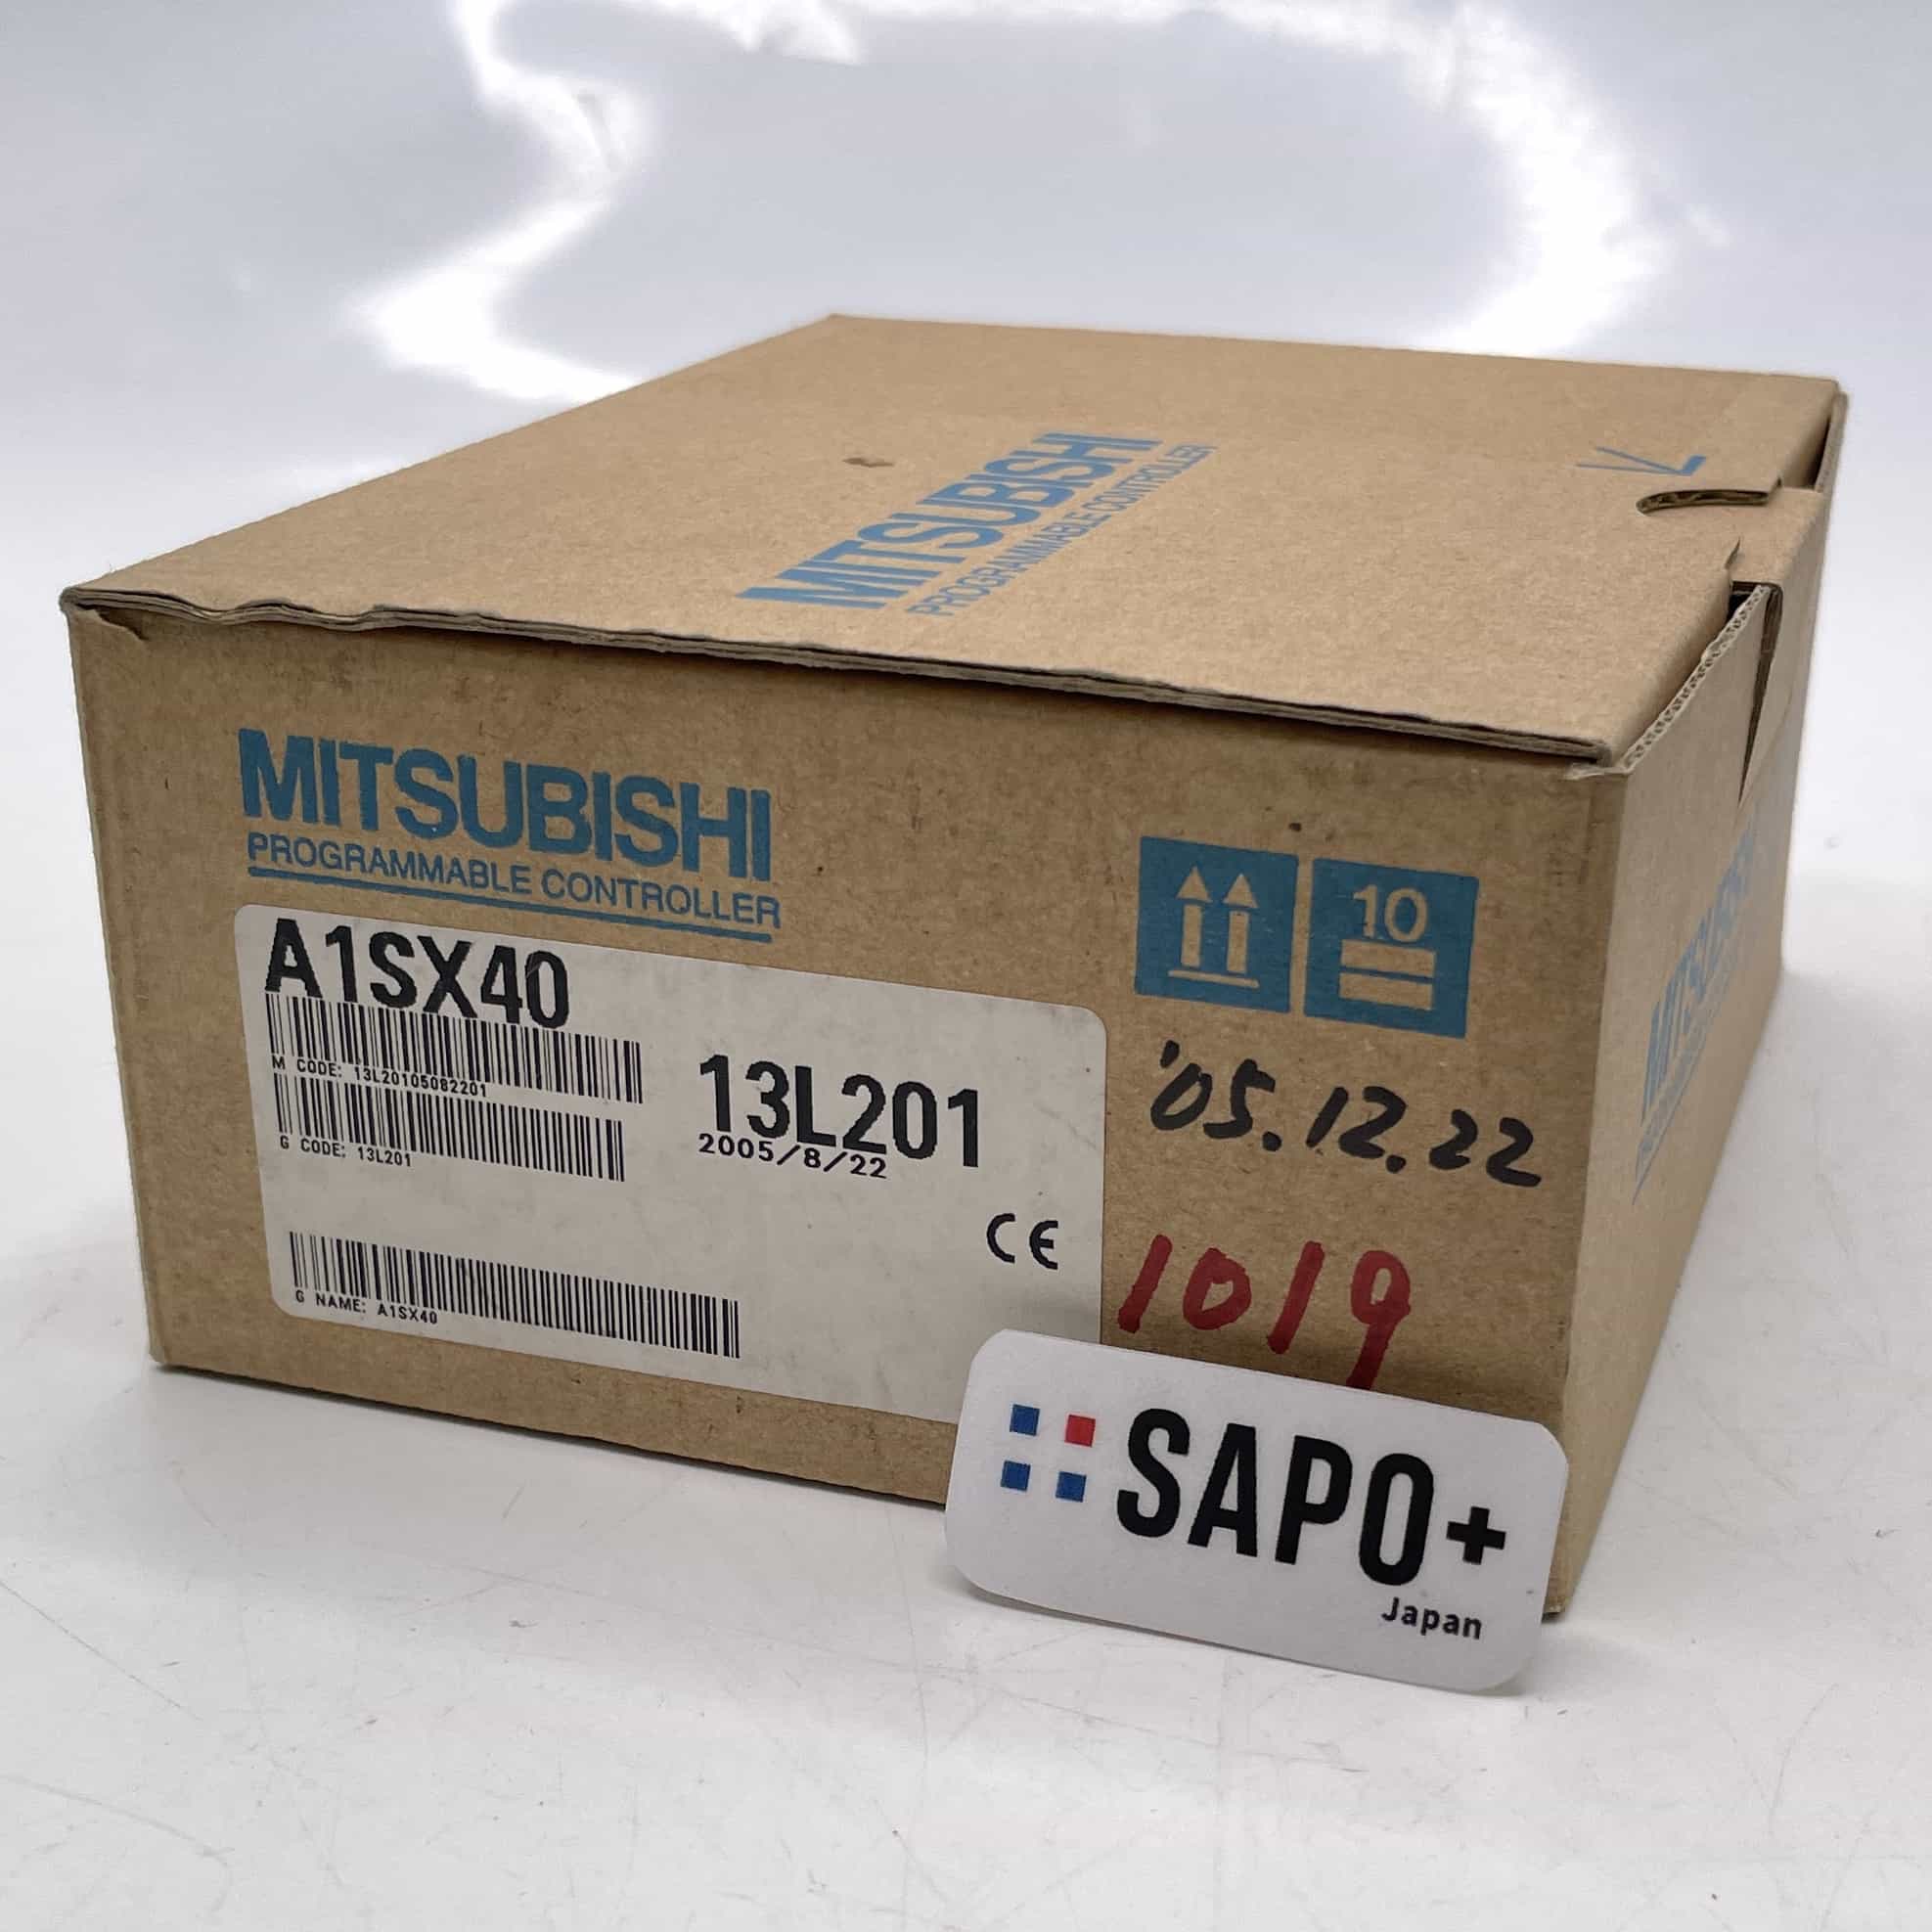 MITSUBISHI
PROGRAMMABLE CONTROLLER
MITSUBISHI
PROGRAMMABLE CONTROLLER
10
A1SX40
M CODE: 13L20105082201
13L201
2005/8/22
G CODE: 13L201
CE
G NAME: A1SX40
'05.12.22
1019
MITSUBISHI
SAPO+
Japan